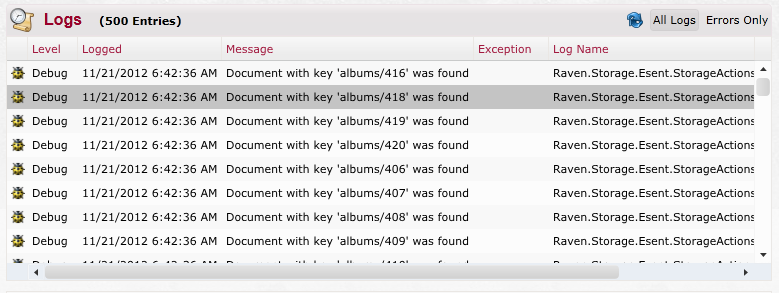 Logs (500 Entries) All Logs Errors Only
Level Logged Message Exception Log Name
Debug 11/21/2012 6:42:36 AM Document with key 'albums/416' was found Raven.Storage.Esent.StorageActions
Debug 11/21/2012 6:42:36 AM Document with key 'albums/418' was found Raven.Storage.Esent.StorageActions
Debug 11/21/2012 6:42:36 AM Document with key 'albums/419' was found Raven.Storage.Esent.StorageActions
Debug 11/21/2012 6:42:36 AM Document with key 'albums/420' was found Raven.Storage.Esent.StorageActions
Debug 11/21/2012 6:42:36 AM Document with key 'albums/406' was found Raven.Storage.Esent.StorageActions
Debug 11/21/2012 6:42:36 AM Document with key 'albums/407' was found Raven.Storage.Esent.StorageActions
Debug 11/21/2012 6:42:36 AM Document with key 'albums/408' was found Raven.Storage.Esent.StorageActions
Debug 11/21/2012 6:42:36 AM Document with key 'albums/409' was found Raven.Storage.Esent.StorageActions